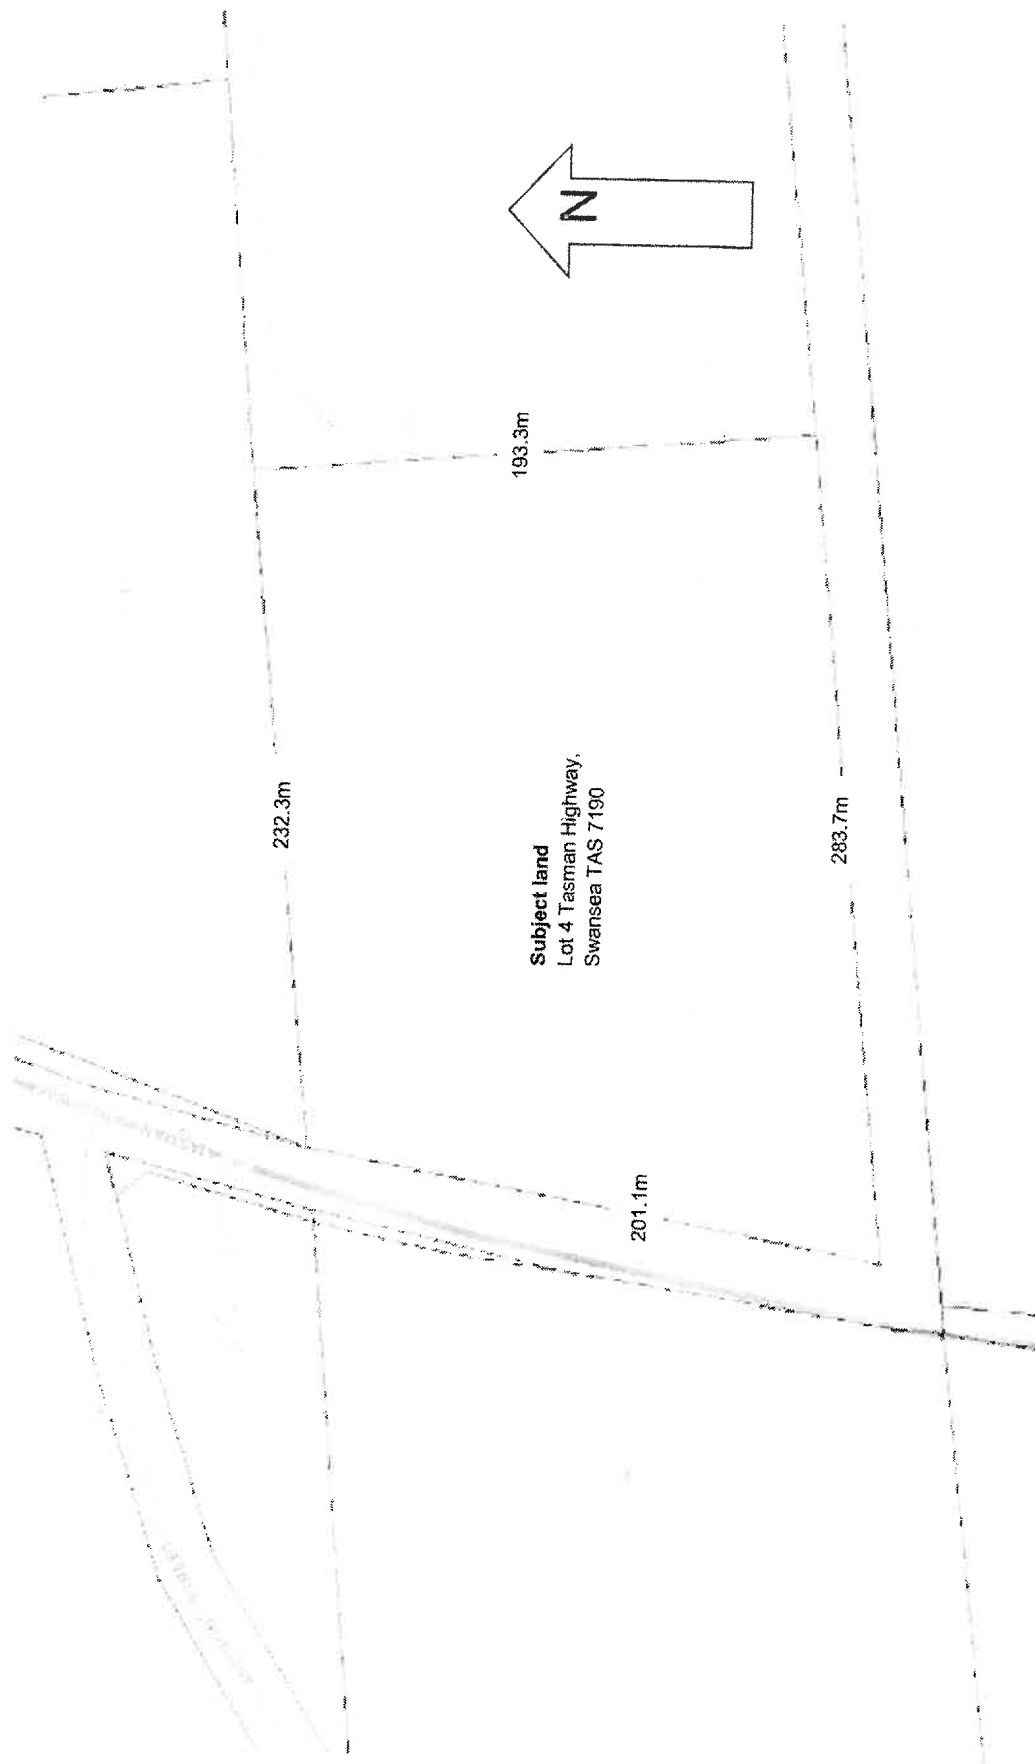 232.3m
193.3m
N
Subject land
Lot 4 Tasman Highway,
Swansea TAS 7190
201.1m
283.7m